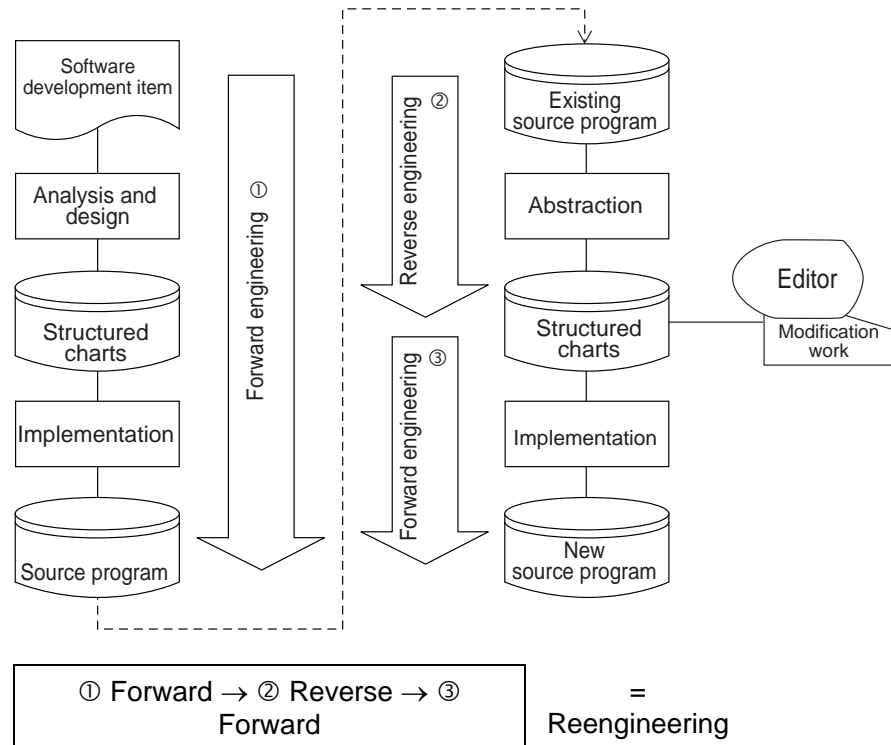 Software
development item
Analysis and
design
Structured
charts
Implementation
Source program
Forward engineering ①
Reverse engineering ②
Forward engineering ③
Existing
source program
Abstraction
Structured
charts
Implementation
New
source program
Editor
Modification
work
① Forward → ② Reverse → ③
Forward
=
Reengineering